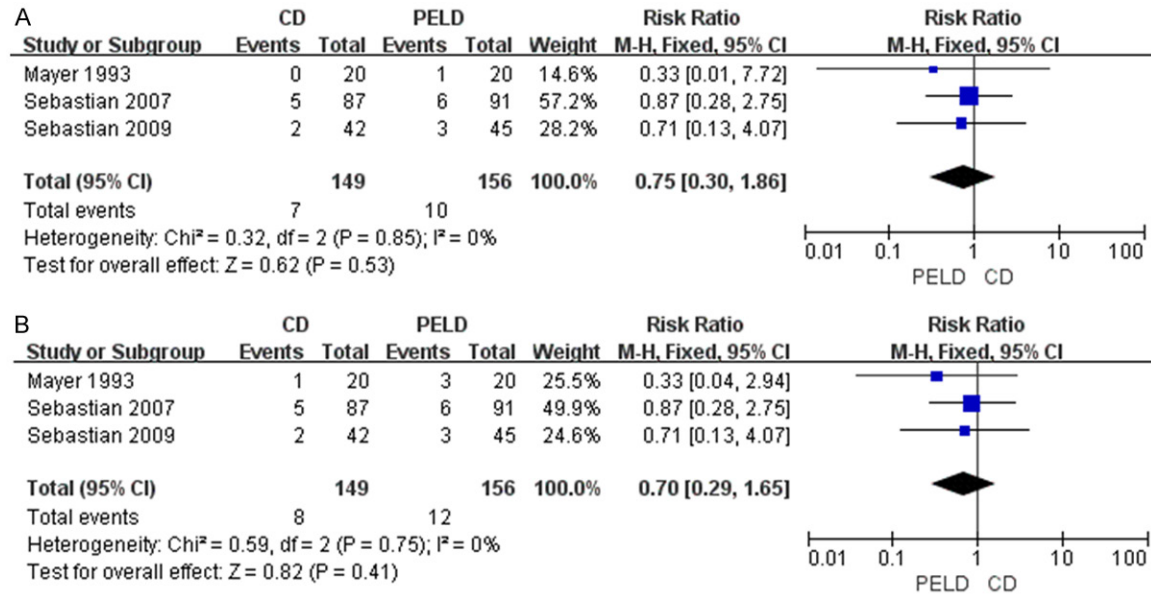 A
CD PELD Risk Ratio Risk Ratio
Study or Subgroup Events Total Events Total Weight M-H, Fixed, 95% CI M-H, Fixed, 95% CI
Mayer 1993 0 20 1 20 14.6% 0.33 [0.01, 7.72]
Sebastian 2007 5 87 6 91 57.2% 0.87 [0.28, 2.75]
Sebastian 2009 2 42 3 45 28.2% 0.71 [0.13, 4.07]
Total (95% CI) 149 156 100.0% 0.75 [0.30, 1.86]
Total events 7 10
Heterogeneity: Chi² = 0.32, df = 2 (P = 0.85); I² = 0%
Test for overall effect: Z = 0.62 (P = 0.53)
0.01 0.1 1 10 100
PELD CD
B
CD PELD Risk Ratio Risk Ratio
Study or Subgroup Events Total Events Total Weight M-H, Fixed, 95% CI M-H, Fixed, 95% CI
Mayer 1993 1 20 3 20 25.5% 0.33 [0.04, 2.94]
Sebastian 2007 5 87 6 91 49.9% 0.87 [0.28, 2.75]
Sebastian 2009 2 42 3 45 24.6% 0.71 [0.13, 4.07]
Total (95% CI) 149 156 100.0% 0.70 [0.29, 1.65]
Total events 8 12
Heterogeneity: Chi² = 0.59, df = 2 (P = 0.75); I² = 0%
Test for overall effect: Z = 0.82 (P = 0.41)
0.01 0.1 1 10 100
PELD CD